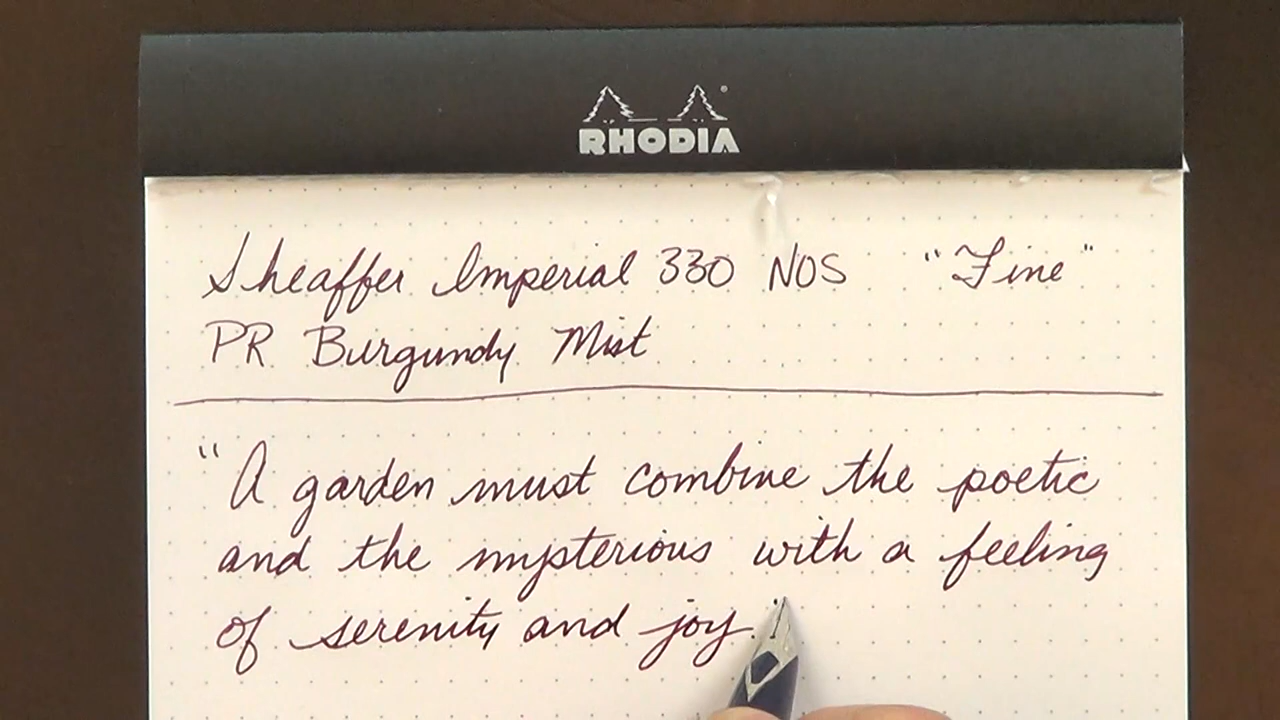 RHODIA
Sheaffer Imperial 330 NOS "Fine"
PR Burgundy Mist
"A garden must combine the poetic
and the mysterious with a feeling
of serenity and joy.